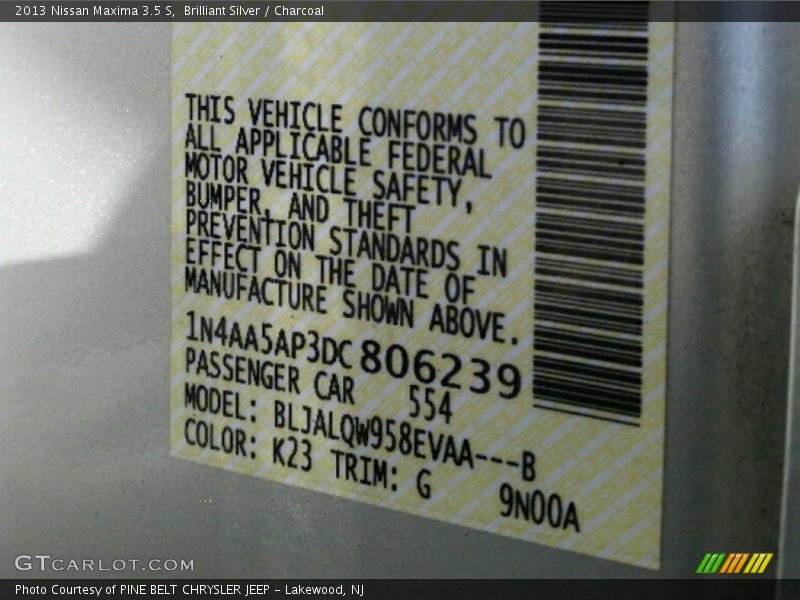 2013 Nissan Maxima 3.5 S, Brilliant Silver / Charcoal
THIS VEHICLE CONFORMS TO
ALL APPLICABLE FEDERAL
MOTOR VEHICLE SAFETY,
BUMPER, AND THEFT
PREVENTION STANDARDS IN
EFFECT ON THE DATE OF
MANUFACTURE SHOWN ABOVE.
1N4AA5AP3DC806239
PASSENGER CAR 554
MODEL: BLJALQW958EVAA---B
COLOR: K23 TRIM: G 9N00A
GTCARLOT.COM
Photo Courtesy of PINE BELT CHRYSLER JEEP - Lakewood, NJ